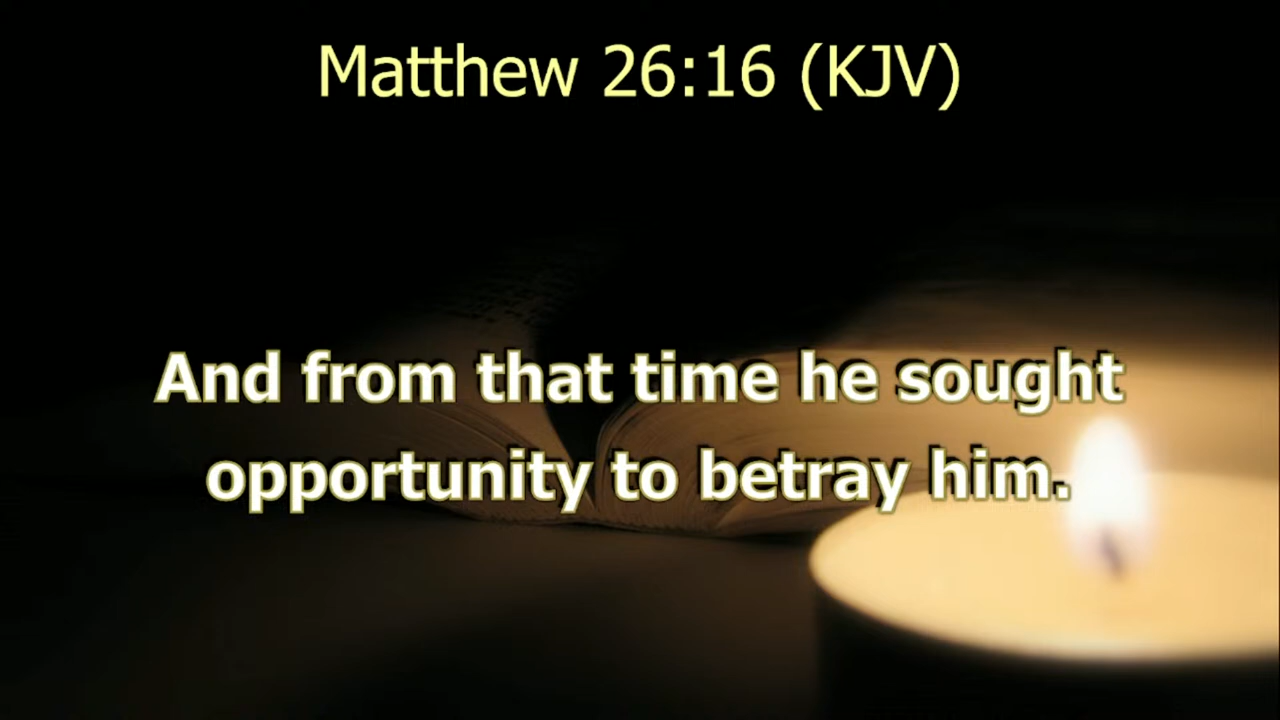 Matthew 26:16 (KJV)
And from that time he sought
opportunity to betray him.